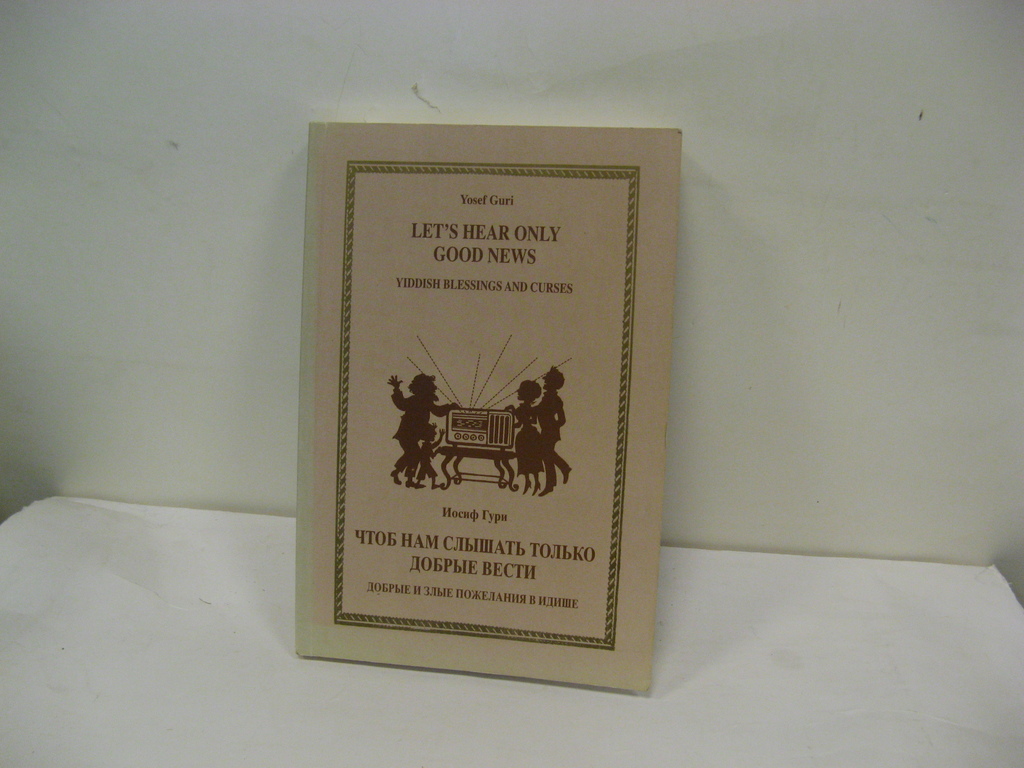 Yosef Guri
LET'S HEAR ONLY
GOOD NEWS
YIDDISH BLESSINGS AND CURSES
Иосиф Гури
ЧТОБ НАМ СЛЫШАТЬ ТОЛЬКО
ДОБРЫЕ ВЕСТИ
ДОБРЫЕ И ЗЛЫЕ ПОЖЕЛАНИЯ В ИДИШЕ